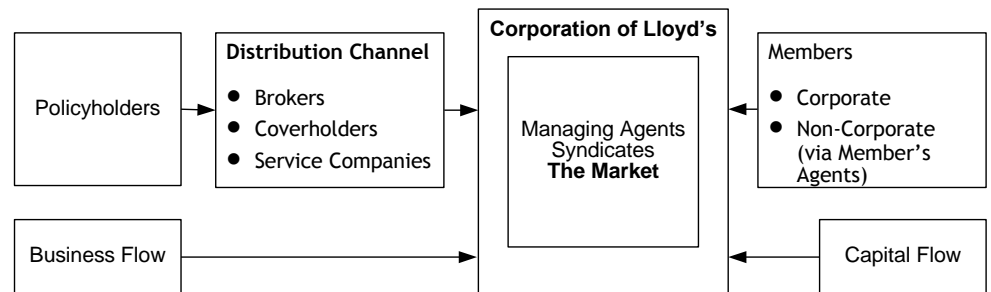 Corporation of Lloyd's
Policyholders
Distribution Channel
● Brokers
● Coverholders
● Service Companies
Managing Agents
Syndicates
The Market
Members
● Corporate
● Non-Corporate
(via Member's
Agents)
Business Flow
Capital Flow